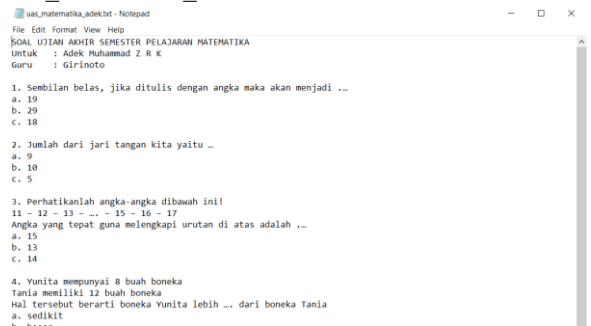 uas_matematika_adek.txt - Notepad
File Edit Format View Help
SOAL UJIAN AKHIR SEMESTER PELAJARAN MATEMATIKA
Untuk : Adek Muhammad Z R K
Guru : Girinoto
1. Sembilan belas, jika ditulis dengan angka maka akan menjadi ….
a. 19
b. 29
c. 18
2. Jumlah dari jari tangan kita yaitu …
a. 9
b. 10
c. 5
3. Perhatikanlah angka-angka dibawah ini!
11 – 12 – 13 – …. – 15 – 16 – 17
Angka yang tepat guna melengkapi urutan di atas adalah ….
a. 15
b. 13
c. 14
4. Yunita mempunyai 8 buah boneka
Tania memiliki 12 buah boneka
Hal tersebut berarti boneka Yunita lebih …. dari boneka Tania
a. sedikit